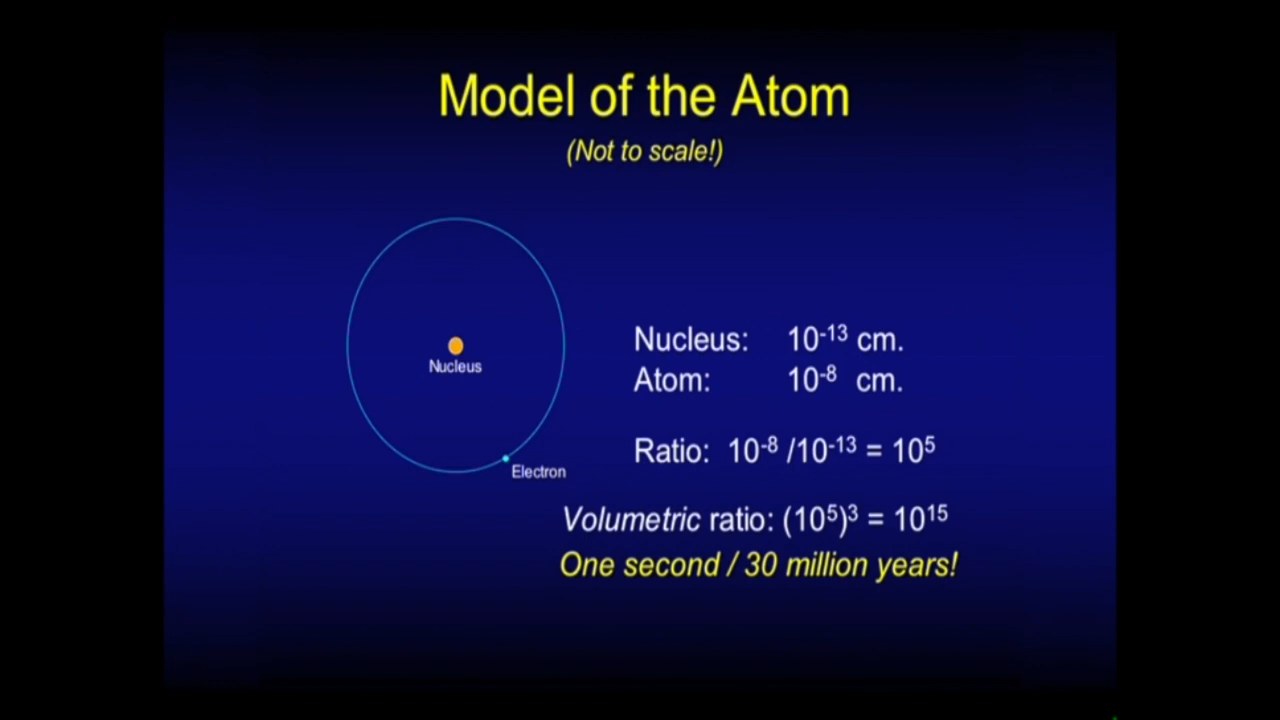 Model of the Atom
(Not to scale!)
Nucleus
Electron
Nucleus: 10⁻¹³ cm.
Atom: 10⁻⁸ cm.
Ratio: 10⁻⁸ /10⁻¹³ = 10⁵
Volumetric ratio: (10⁵)³ = 10¹⁵
One second / 30 million years!